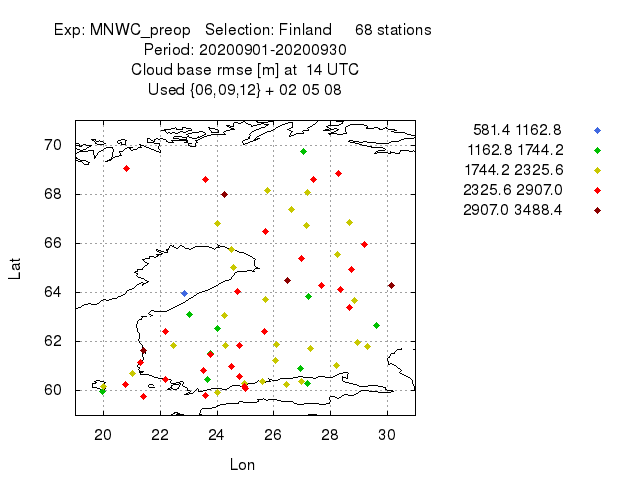 Exp: MNWC_preop Selection: Finland 68 stations
Period: 20200901-20200930
Cloud base rmse [m] at 14 UTC
Used {06,09,12} + 02 05 08
581.4 1162.8
1162.8 1744.2
1744.2 2325.6
2325.6 2907.0
2907.0 3488.4
70
68
66
64
62
60
Lat
20 22 24 26 28 30
Lon